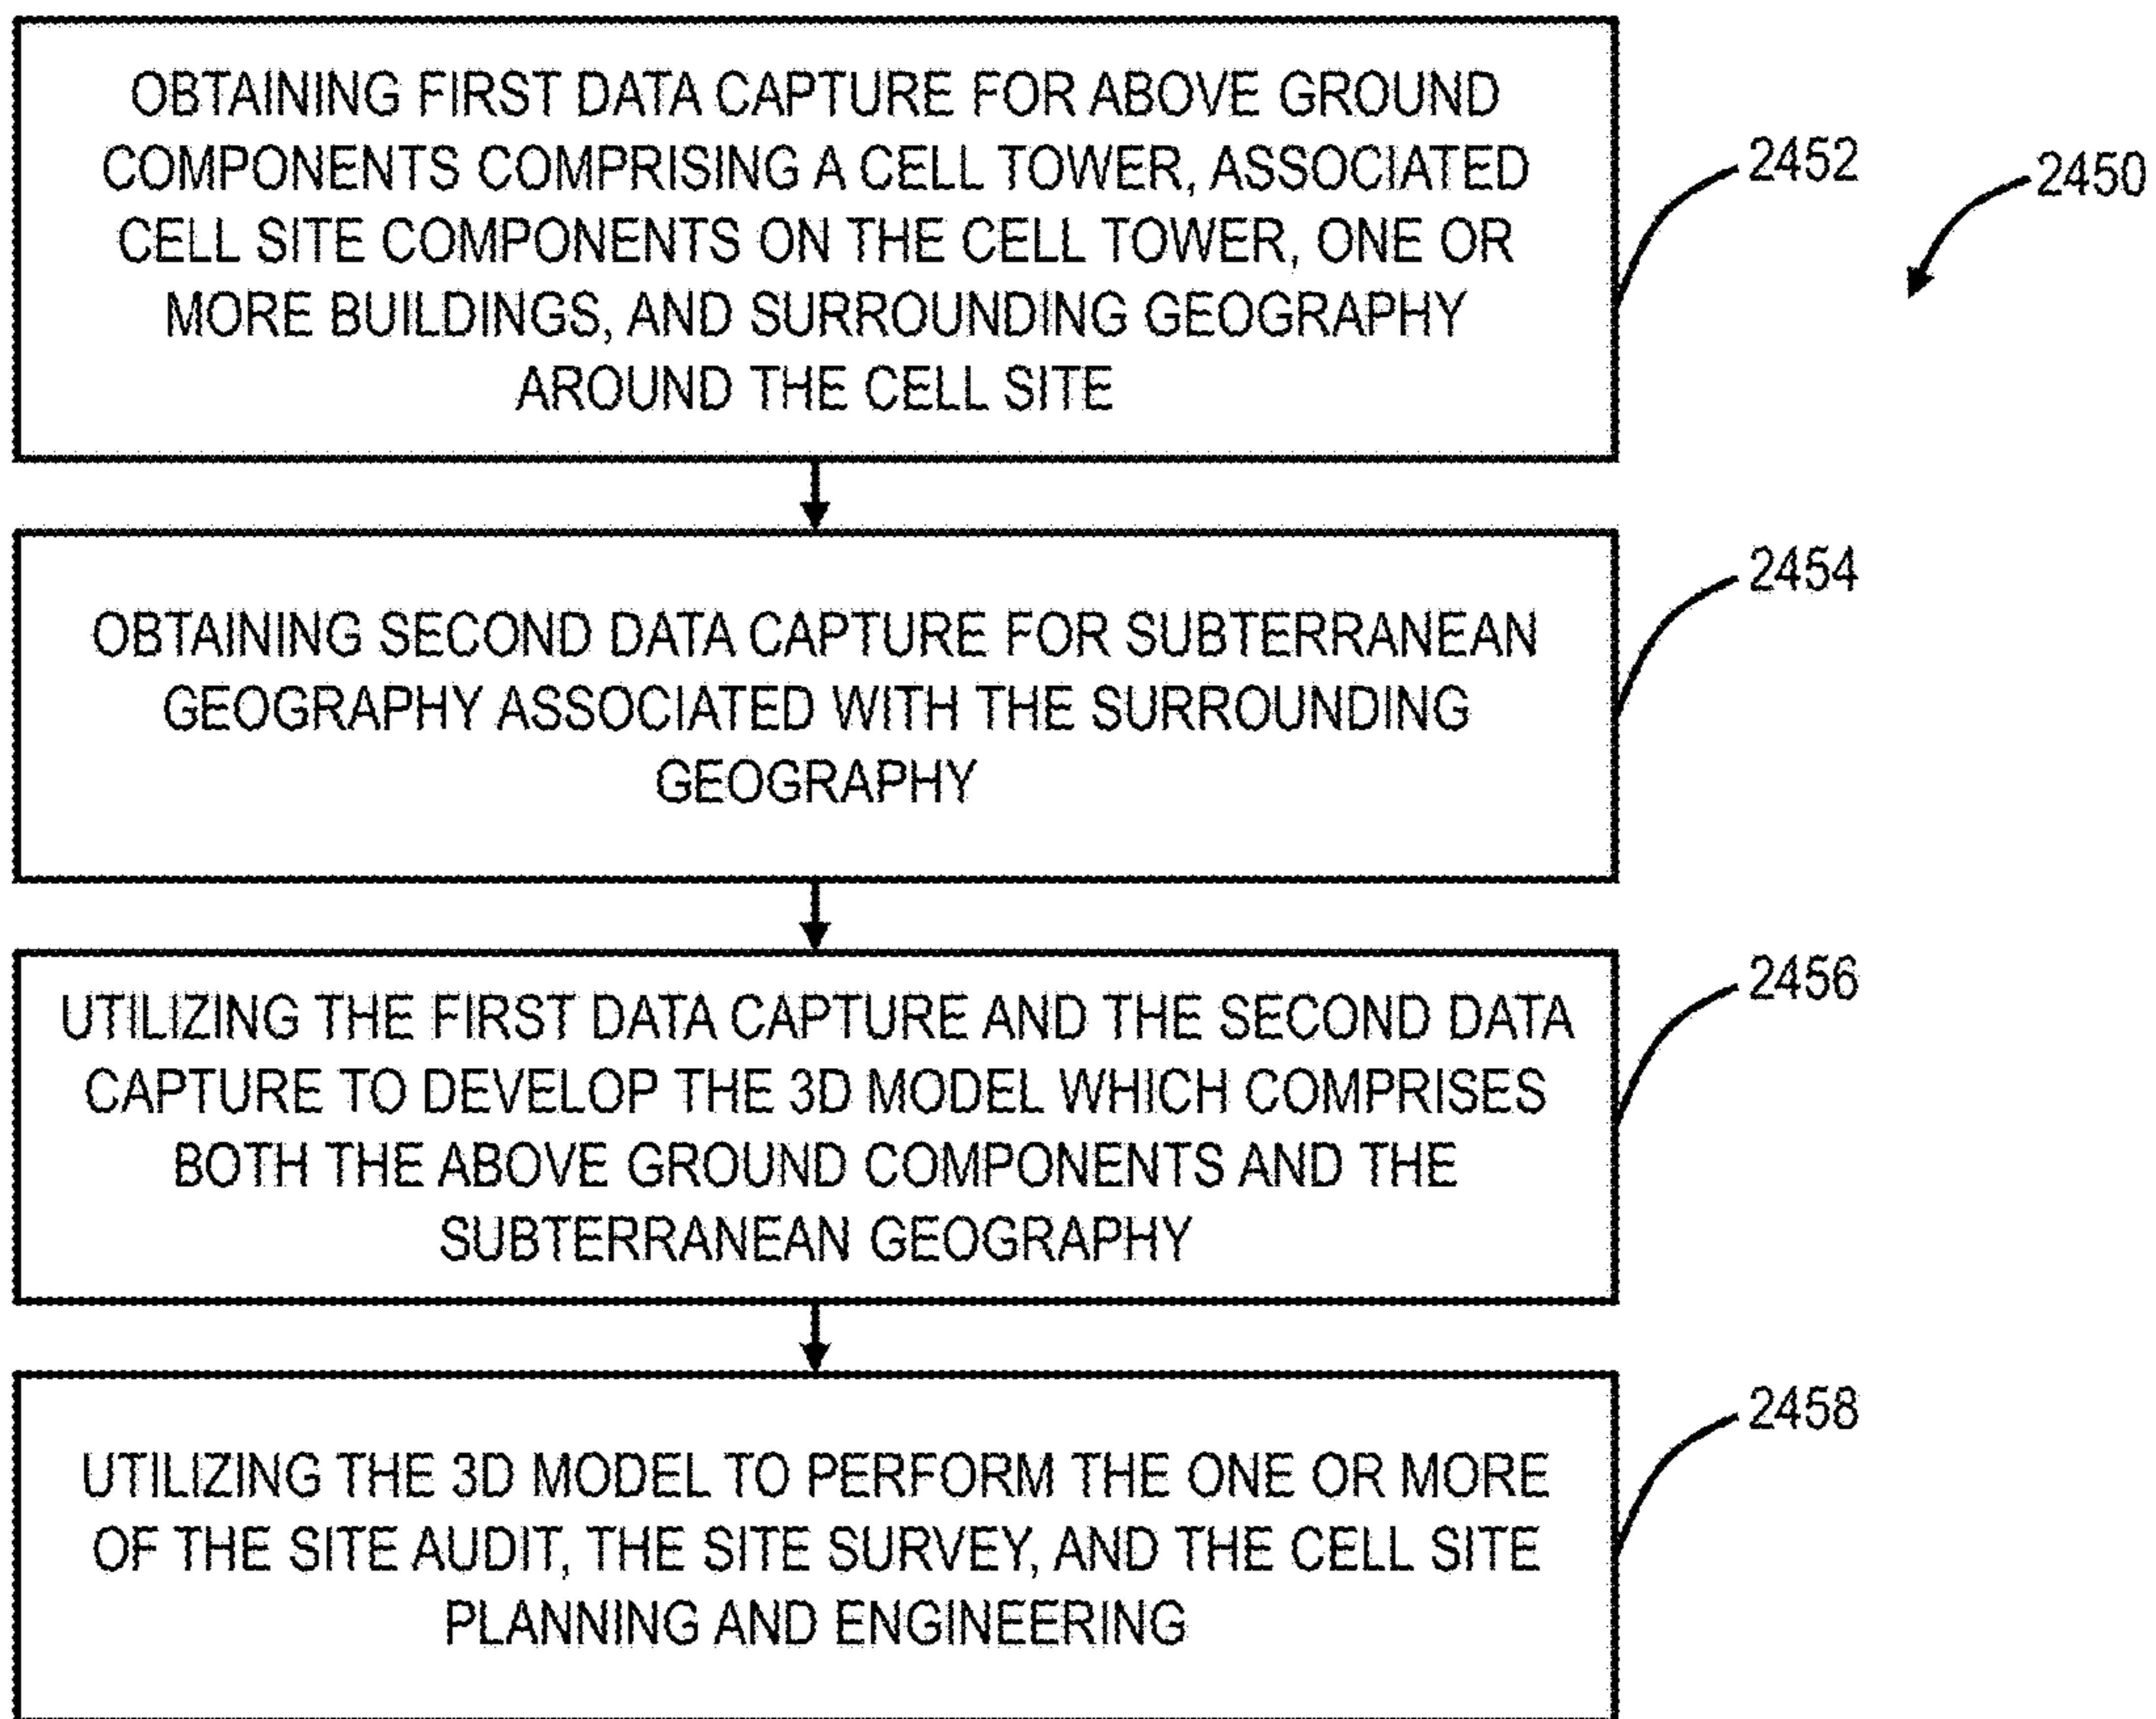 OBTAINING FIRST DATA CAPTURE FOR ABOVE GROUND
COMPONENTS COMPRISING A CELL TOWER, ASSOCIATED
CELL SITE COMPONENTS ON THE CELL TOWER, ONE OR
MORE BUILDINGS, AND SURROUNDING GEOGRAPHY
AROUND THE CELL SITE
2452
2450
OBTAINING SECOND DATA CAPTURE FOR SUBTERRANEAN
GEOGRAPHY ASSOCIATED WITH THE SURROUNDING
GEOGRAPHY
2454
UTILIZING THE FIRST DATA CAPTURE AND THE SECOND DATA
CAPTURE TO DEVELOP THE 3D MODEL WHICH COMPRISES
BOTH THE ABOVE GROUND COMPONENTS AND THE
SUBTERRANEAN GEOGRAPHY
2456
UTILIZING THE 3D MODEL TO PERFORM THE ONE OR MORE
OF THE SITE AUDIT, THE SITE SURVEY, AND THE CELL SITE
PLANNING AND ENGINEERING
2458